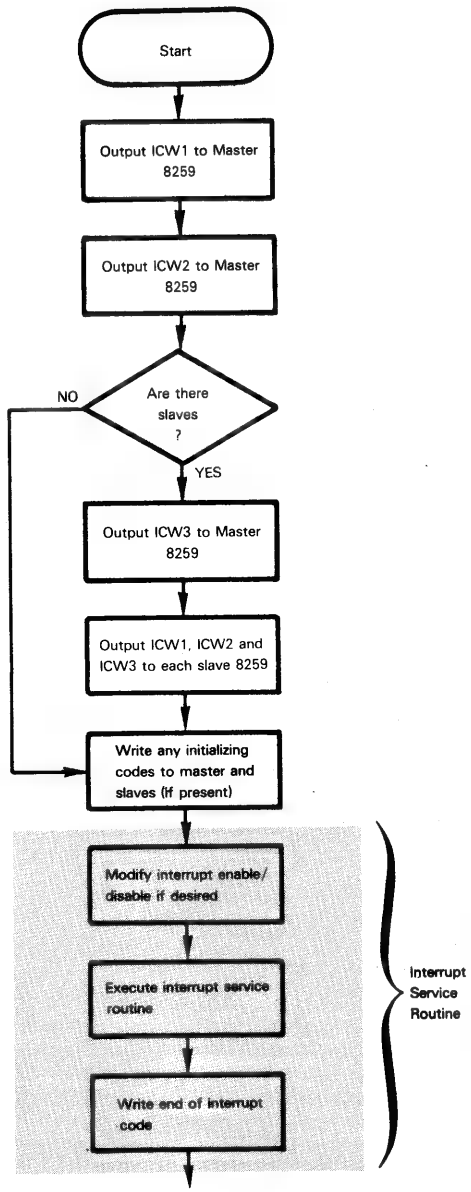 Start
Output ICW1 to Master
8259
Output ICW2 to Master
8259
Are there
slaves
?
NO
YES
Output ICW3 to Master
8259
Output ICW1, ICW2 and
ICW3 to each slave 8259
Write any initializing
codes to master and
slaves (if present)
Modify interrupt enable/
disable if desired
Execute interrupt service
routine
Write end of interrupt
code
Interrupt
Service
Routine